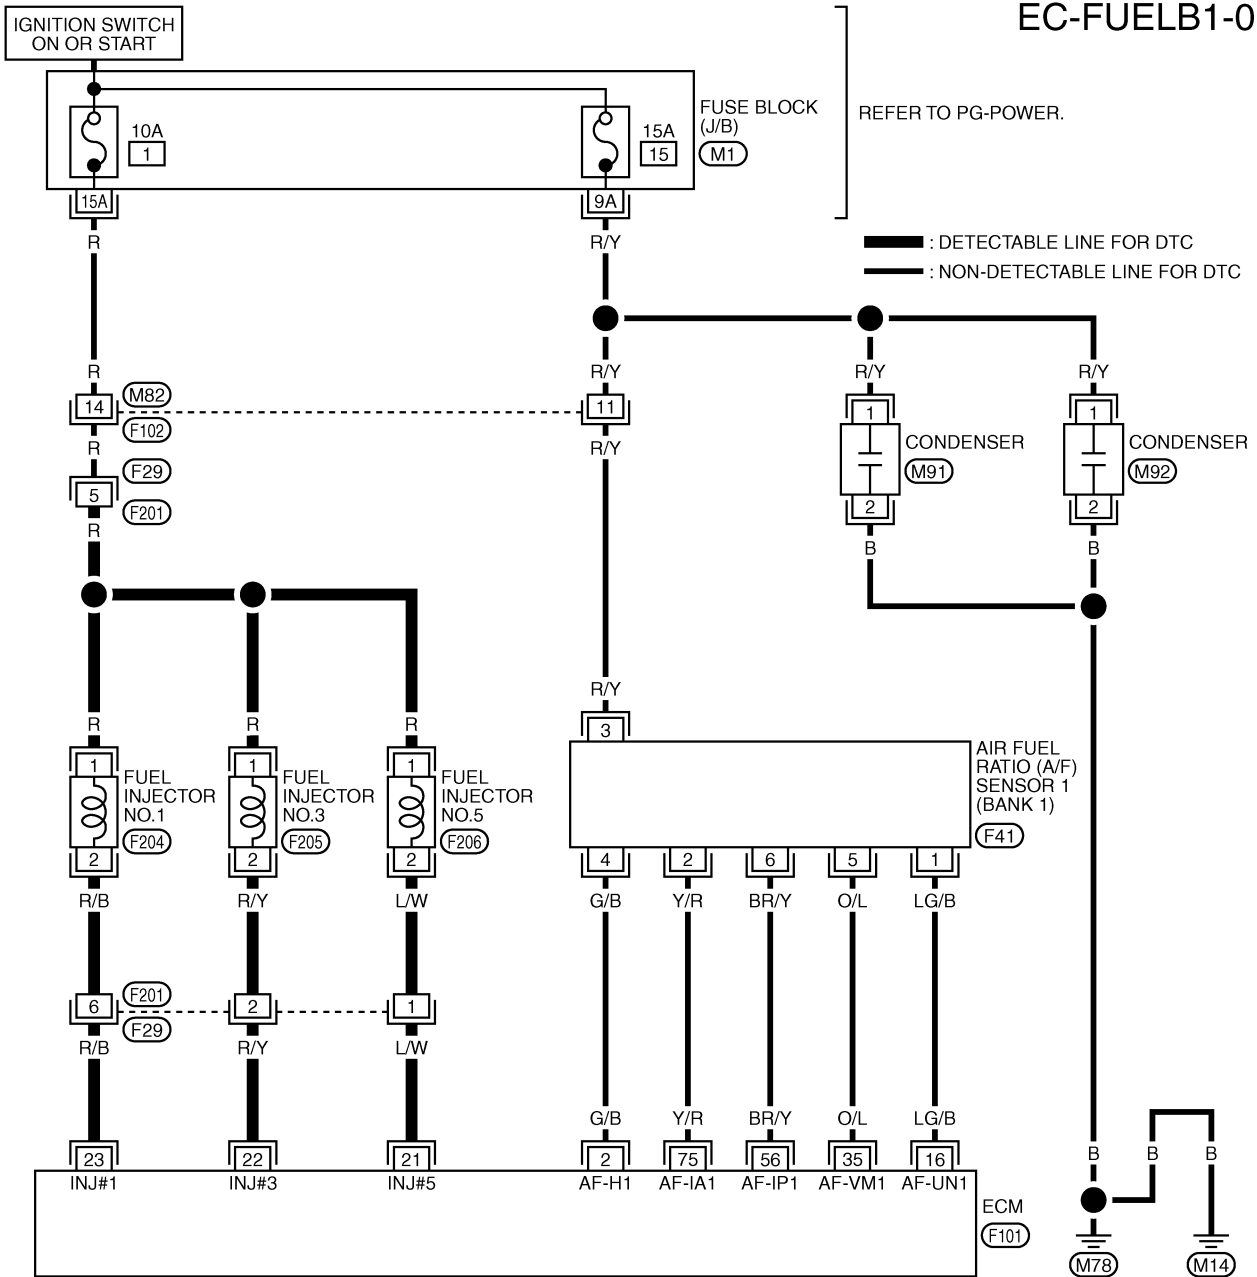 EC-FUELB1-0
IGNITION SWITCH
ON OR START
10A
1
15A
15
FUSE BLOCK
(J/B)
M1
REFER TO PG-POWER.
15A
9A
R
R/Y
: DETECTABLE LINE FOR DTC
: NON-DETECTABLE LINE FOR DTC
R
R/Y
R/Y
R/Y
14
M82
F102
11
1
1
R
R/Y
CONDENSER
M91
CONDENSER
M92
F29
5
F201
2
2
R
B
B
R/Y
3
R
R
R
1
FUEL
INJECTOR
NO.1
F204
1
FUEL
INJECTOR
NO.3
F205
1
FUEL
INJECTOR
NO.5
F206
AIR FUEL
RATIO (A/F)
SENSOR 1
(BANK 1)
F41
2
2
2
4
2
6
5
1
R/B
R/Y
L/W
G/B
Y/R
BR/Y
O/L
LG/B
6
F201
F29
2
1
R/B
R/Y
L/W
G/B
Y/R
BR/Y
O/L
LG/B
B
B
B
23
22
21
2
75
56
35
16
INJ#1
INJ#3
INJ#5
AF-H1
AF-IA1
AF-IP1
AF-VM1
AF-UN1
ECM
F101
M78
M14